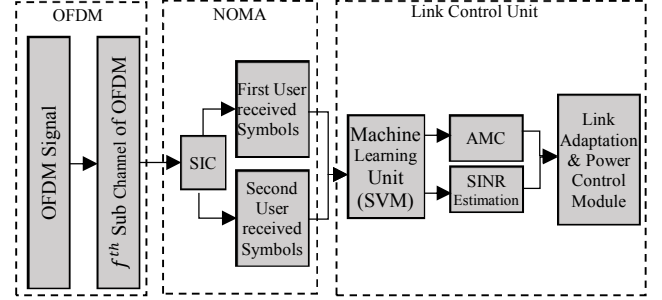 OFDM
NOMA
Link Control Unit
OFDM Signal
f^{th} Sub Channel of OFDM
SIC
First User
received
Symbols
Second
User
received
Symbols
Machine
Learning
Unit
(SVM)
AMC
SINR
Estimation
Link
Adaptation
& Power
Control
Module